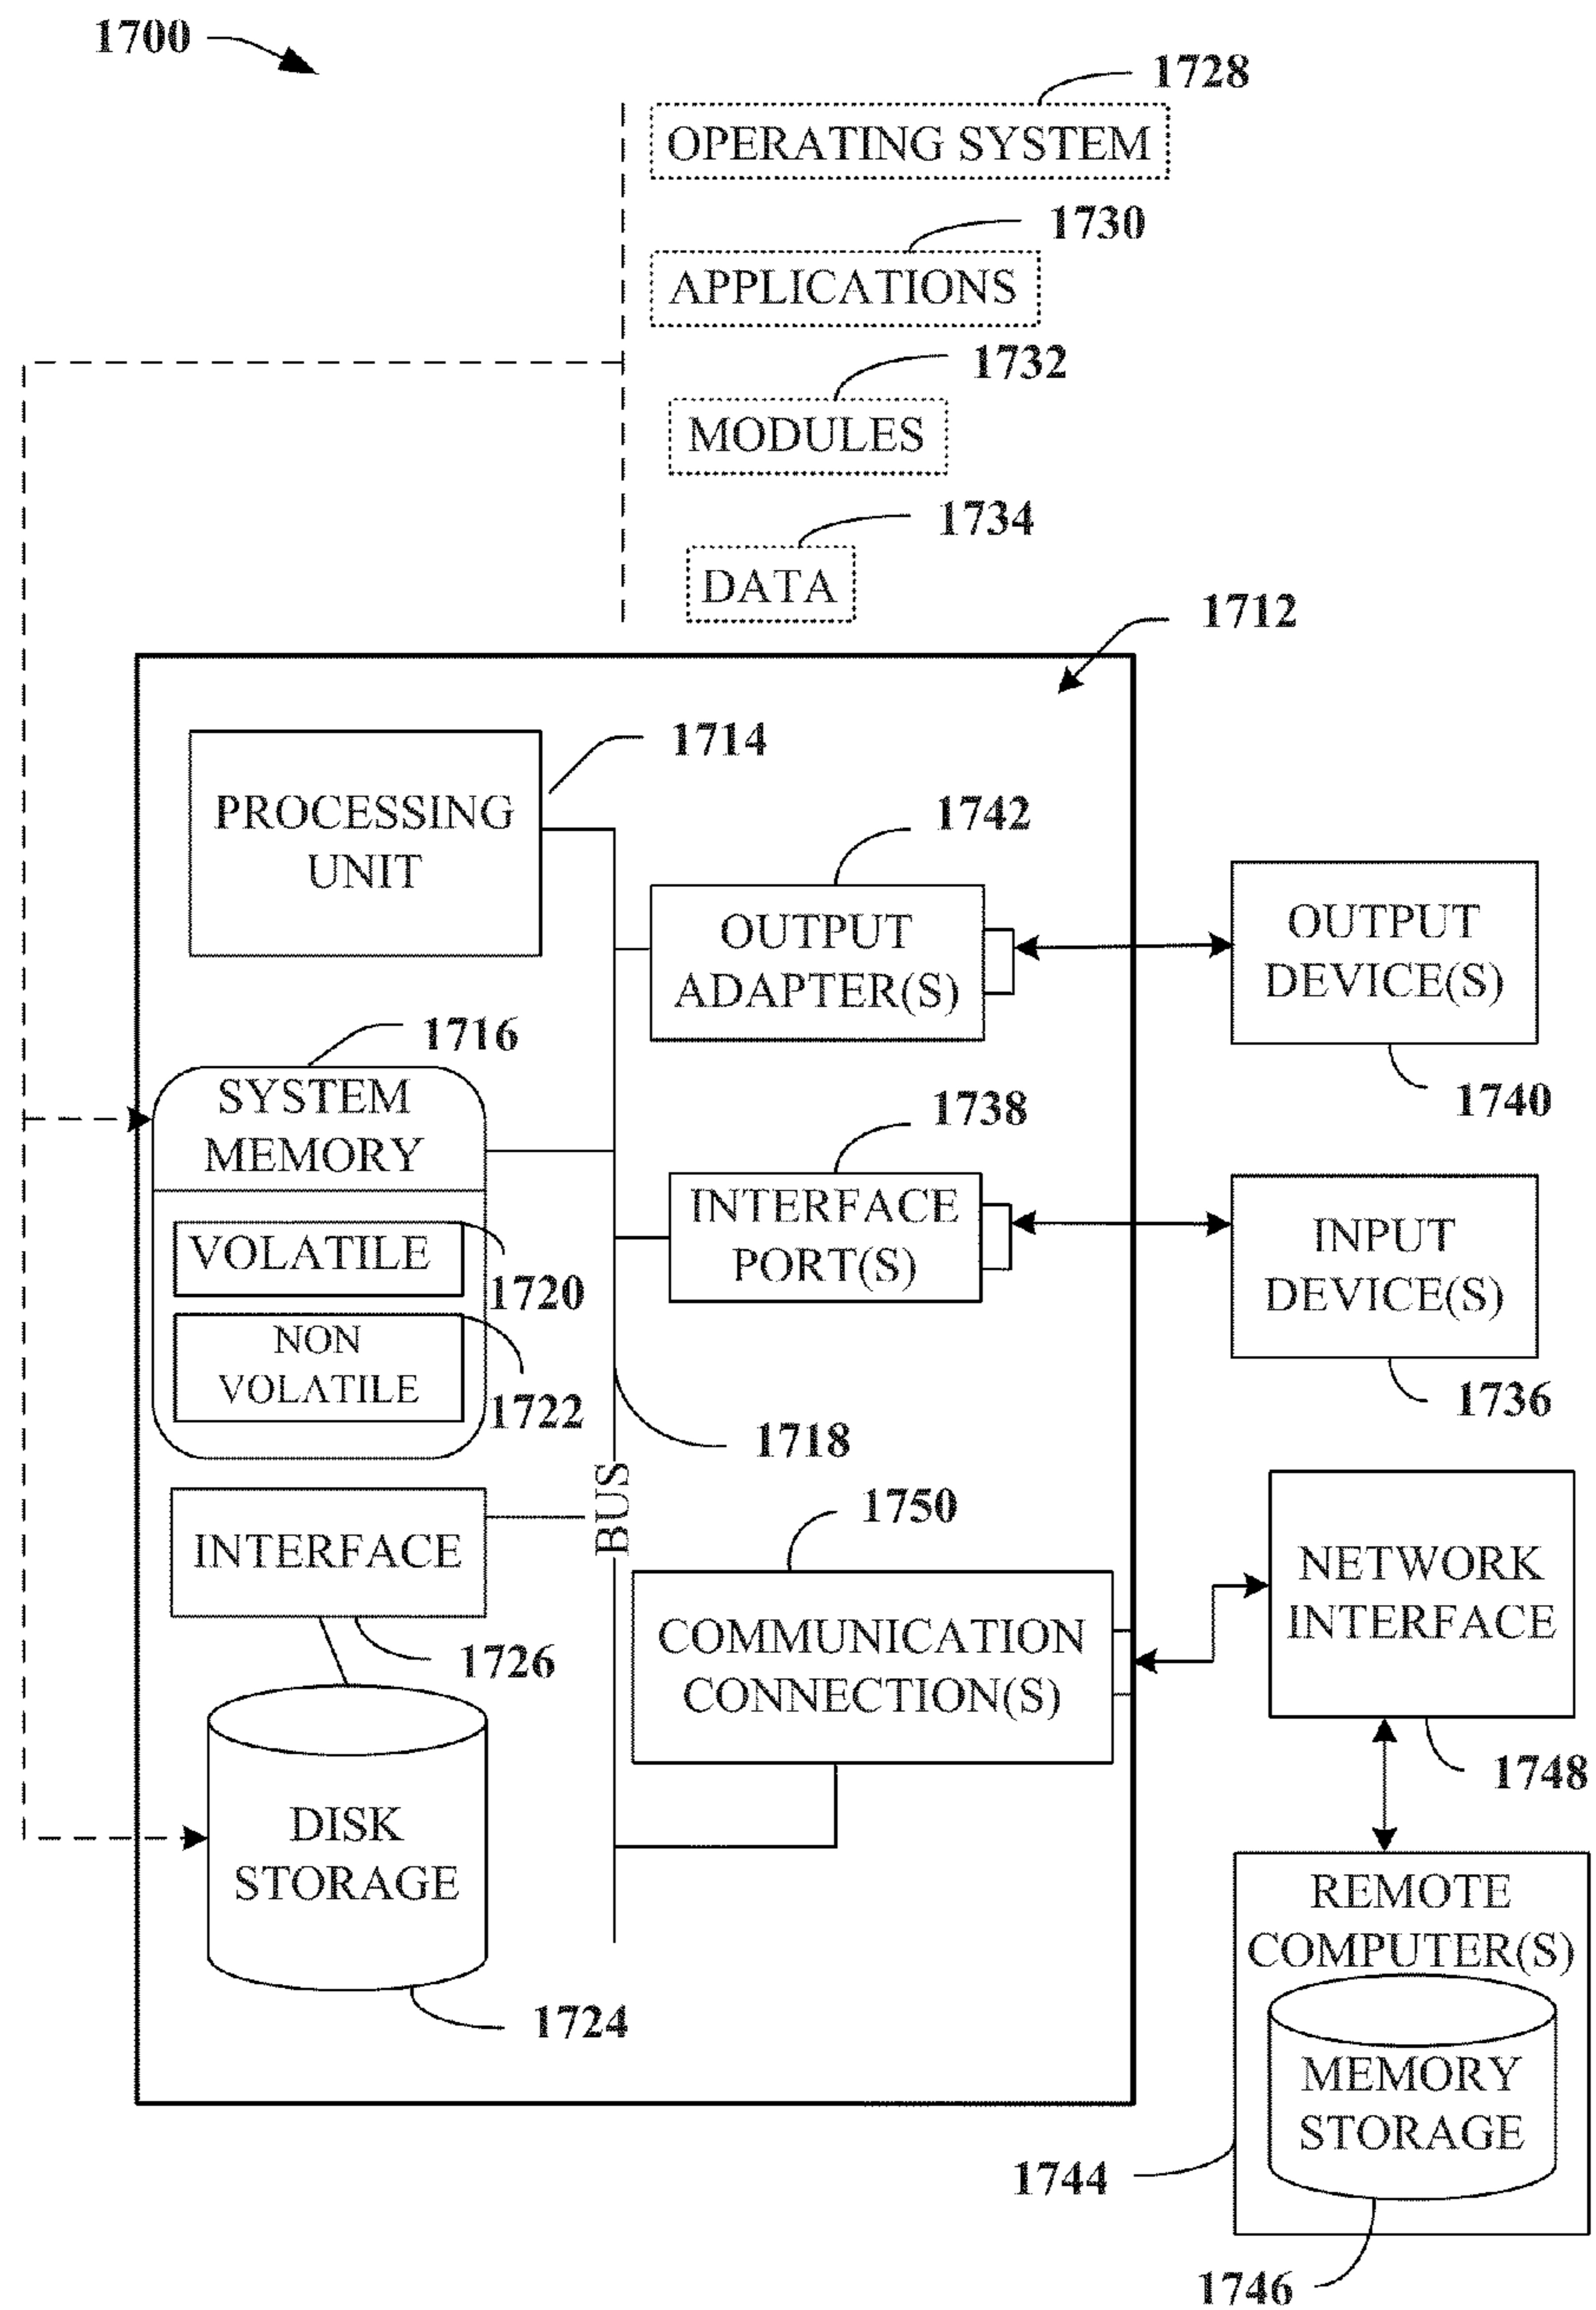 1700
1728
OPERATING SYSTEM
1730
APPLICATIONS
1732
MODULES
1734
DATA
1712
1714
PROCESSING
UNIT
1742
OUTPUT
ADAPTER(S)
OUTPUT
DEVICE(S)
1740
1716
SYSTEM
MEMORY
1738
INTERFACE
PORT(S)
INPUT
DEVICE(S)
1736
VOLATILE
1720
NON
VOLATILE
1722
1718
BUS
INTERFACE
1726
1750
COMMUNICATION
CONNECTION(S)
NETWORK
INTERFACE
1748
DISK
STORAGE
1724
REMOTE
COMPUTER(S)
MEMORY
STORAGE
1744
1746